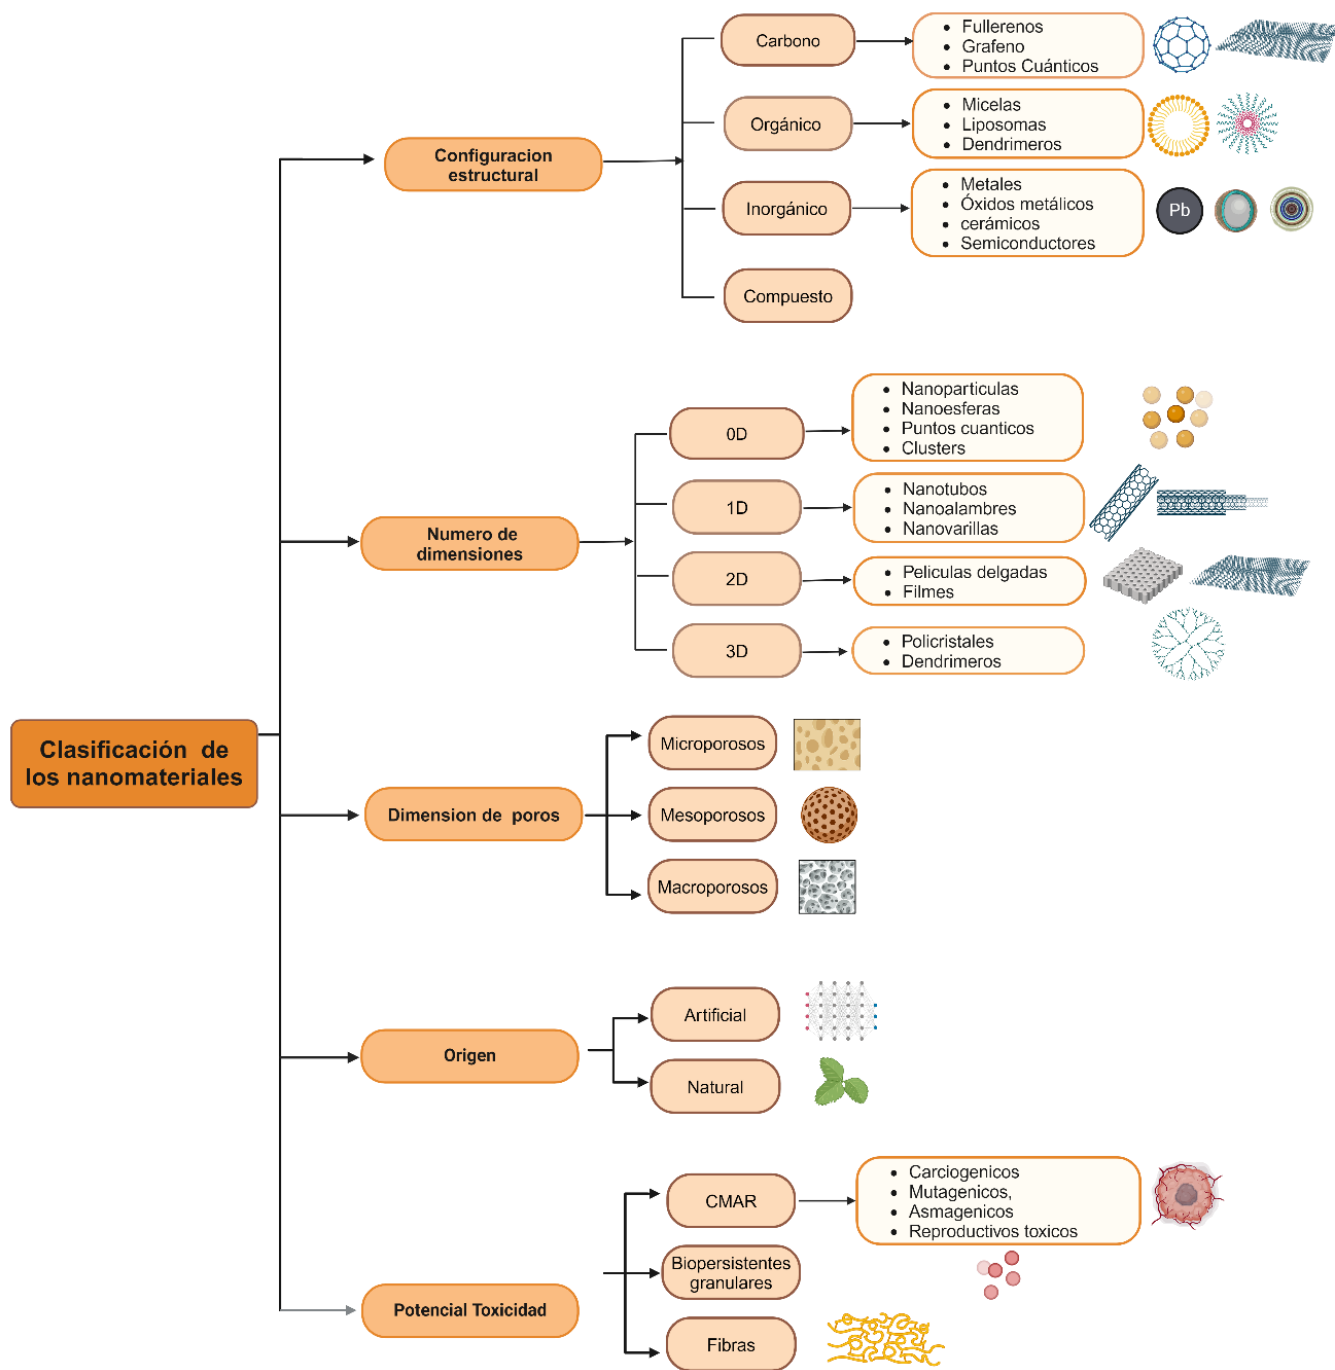 Clasificación de
los nanomateriales
Configuracion
estructural
Carbono
• Fullerenos
• Grafeno
• Puntos Cuánticos
Orgánico
• Micelas
• Liposomas
• Dendrimeros
Inorgánico
• Metales
• Óxidos metálicos
• cerámicos
• Semiconductores
Pb
Compuesto
Numero de
dimensiones
0D
• Nanoparticulas
• Nanoesferas
• Puntos cuanticos
• Clusters
1D
• Nanotubos
• Nanoalambres
• Nanovarillas
2D
• Peliculas delgadas
• Filmes
3D
• Policristales
• Dendrimeros
Dimension de poros
Microporosos
Mesoporosos
Macroporosos
Origen
Artificial
Natural
Potencial Toxicidad
CMAR
• Carciogenicos
• Mutagenicos,
• Asmagenicos
• Reproductivos toxicos
Biopersistentes
granulares
Fibras